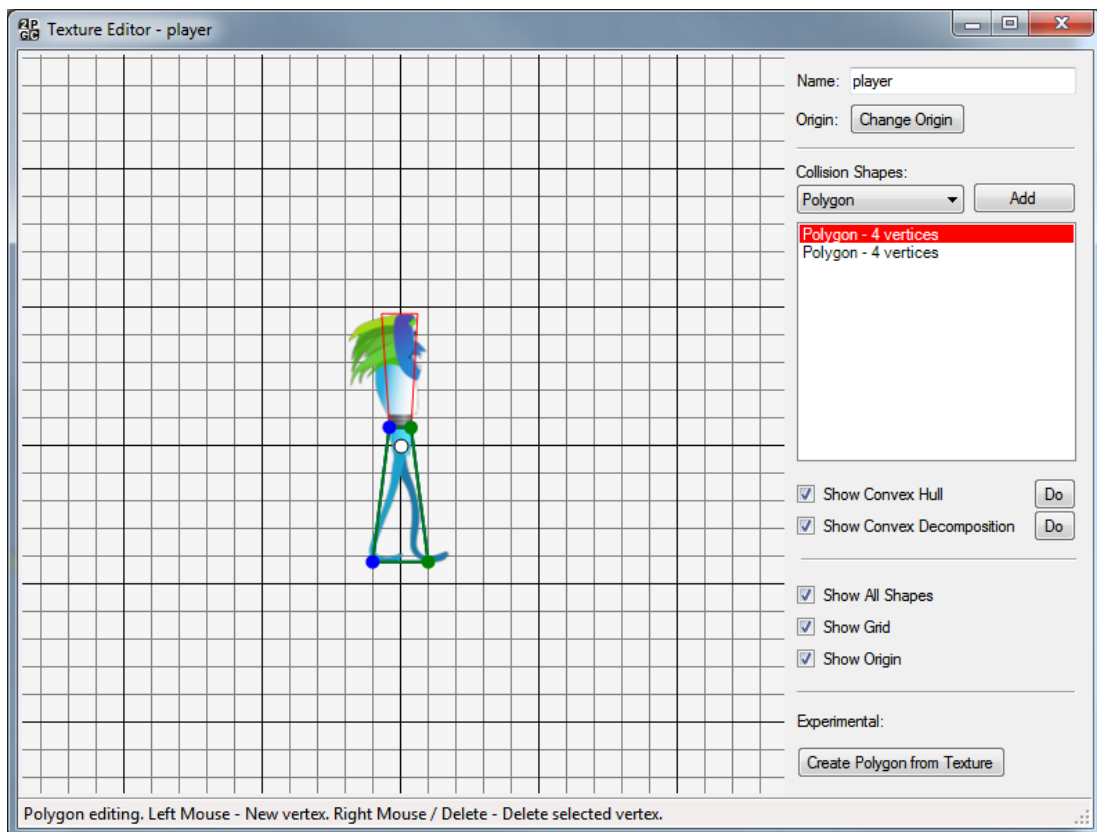 2P
GC
Texture Editor - player
Name: player
Origin: Change Origin
Collision Shapes:
Polygon Add
Polygon - 4 vertices
Polygon - 4 vertices
Show Convex Hull Do
Show Convex Decomposition Do
Show All Shapes
Show Grid
Show Origin
Experimental:
Create Polygon from Texture
Polygon editing. Left Mouse - New vertex. Right Mouse / Delete - Delete selected vertex.